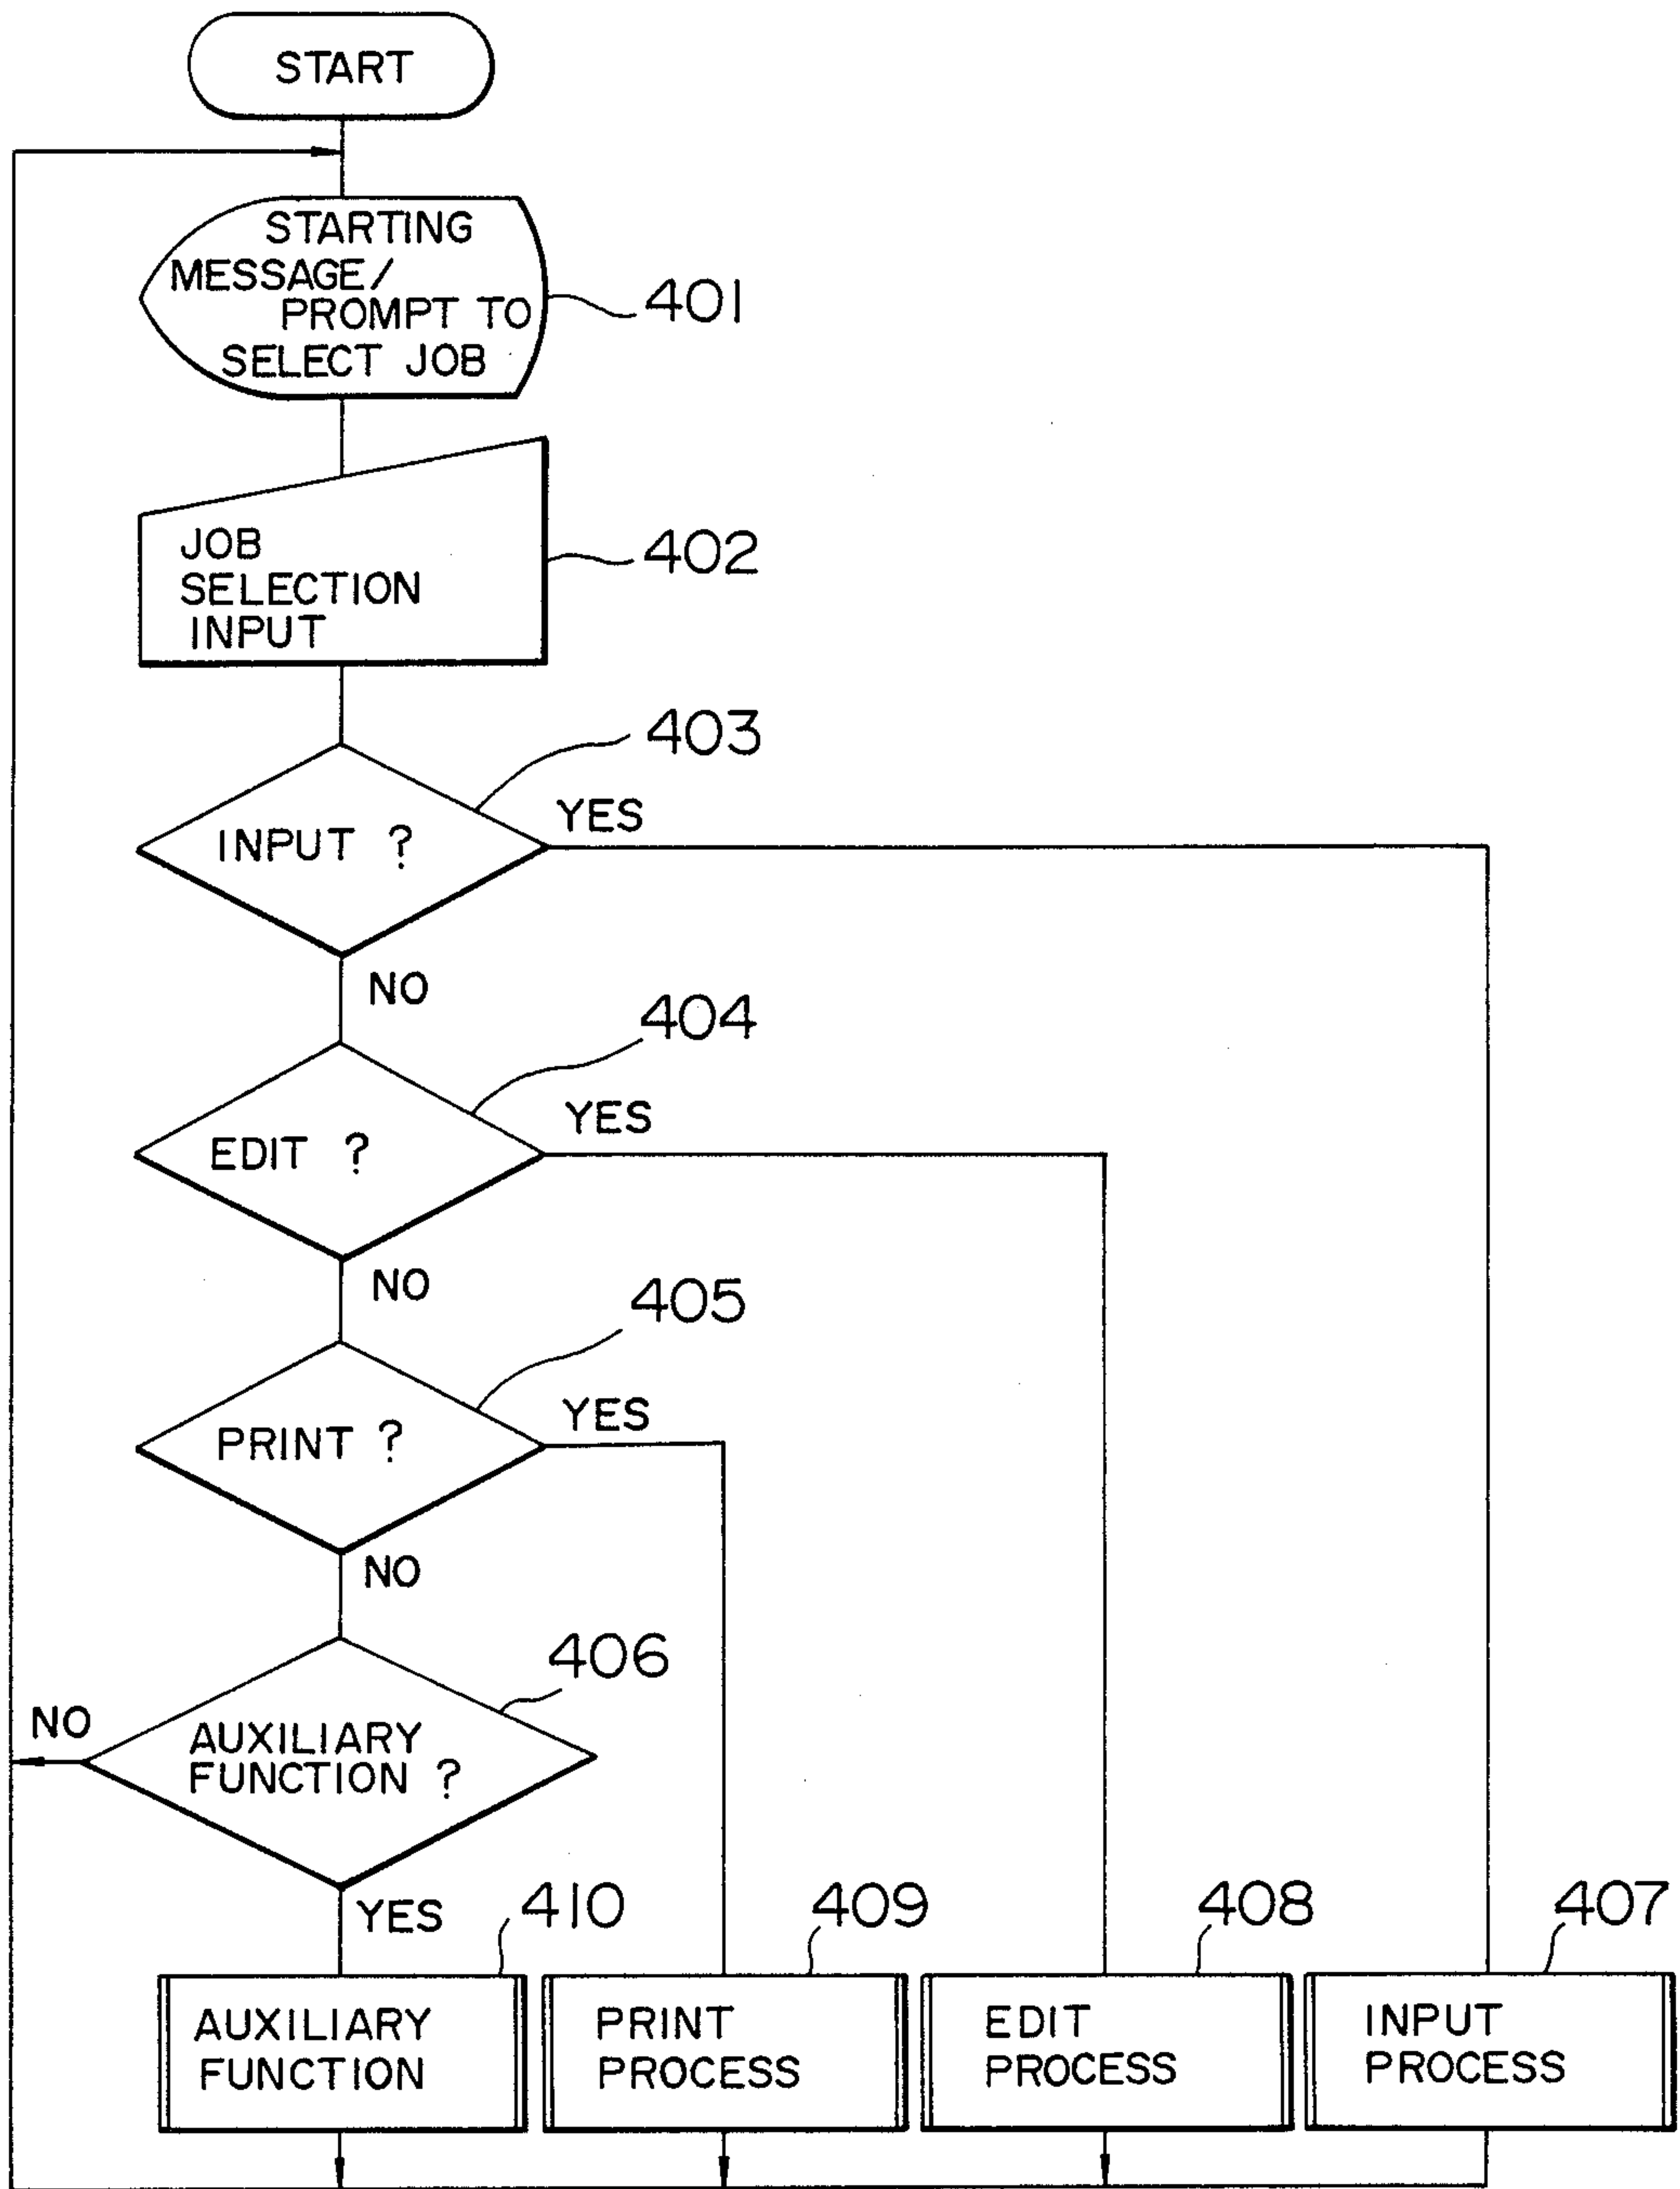 START
STARTING
MESSAGE/
PROMPT TO
SELECT JOB
401
JOB
SELECTION
INPUT
402
403
INPUT ?
YES
NO
404
EDIT ?
YES
NO
405
PRINT ?
YES
NO
406
NO
AUXILIARY
FUNCTION ?
YES
410
409
408
407
AUXILIARY
FUNCTION
PRINT
PROCESS
EDIT
PROCESS
INPUT
PROCESS